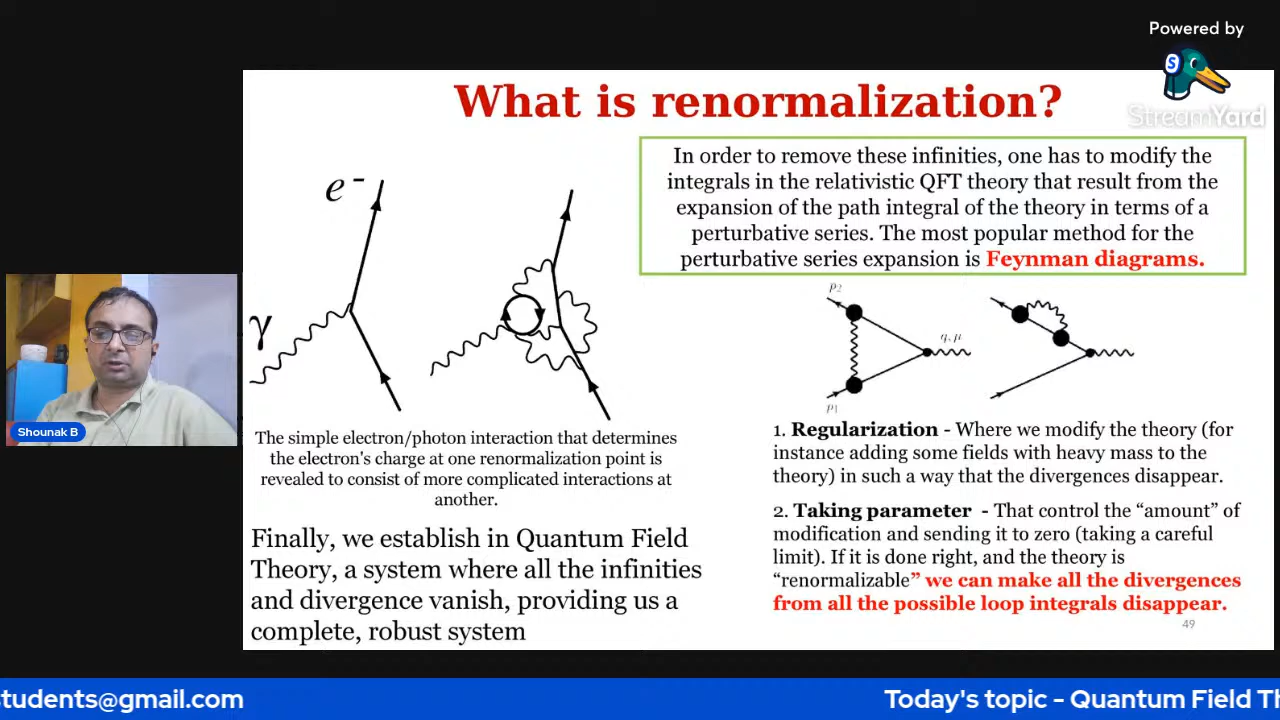 Powered by
StreamYard
What is renormalization?
e⁻
γ
In order to remove these infinities, one has to modify the
integrals in the relativistic QFT theory that result from the
expansion of the path integral of the theory in terms of a
perturbative series. The most popular method for the
perturbative series expansion is Feynman diagrams.
p₂
q, μ
p₁
The simple electron/photon interaction that determines
the electron's charge at one renormalization point is
revealed to consist of more complicated interactions at
another.
Finally, we establish in Quantum Field
Theory, a system where all the infinities
and divergence vanish, providing us a
complete, robust system
1. Regularization - Where we modify the theory (for
instance adding some fields with heavy mass to the
theory) in such a way that the divergences disappear.
2. Taking parameter - That control the “amount” of
modification and sending it to zero (taking a careful
limit). If it is done right, and the theory is
“renormalizable” we can make all the divergences
from all the possible loop integrals disappear.
49
Shounak B
students@gmail.com
Today's topic - Quantum Field Th